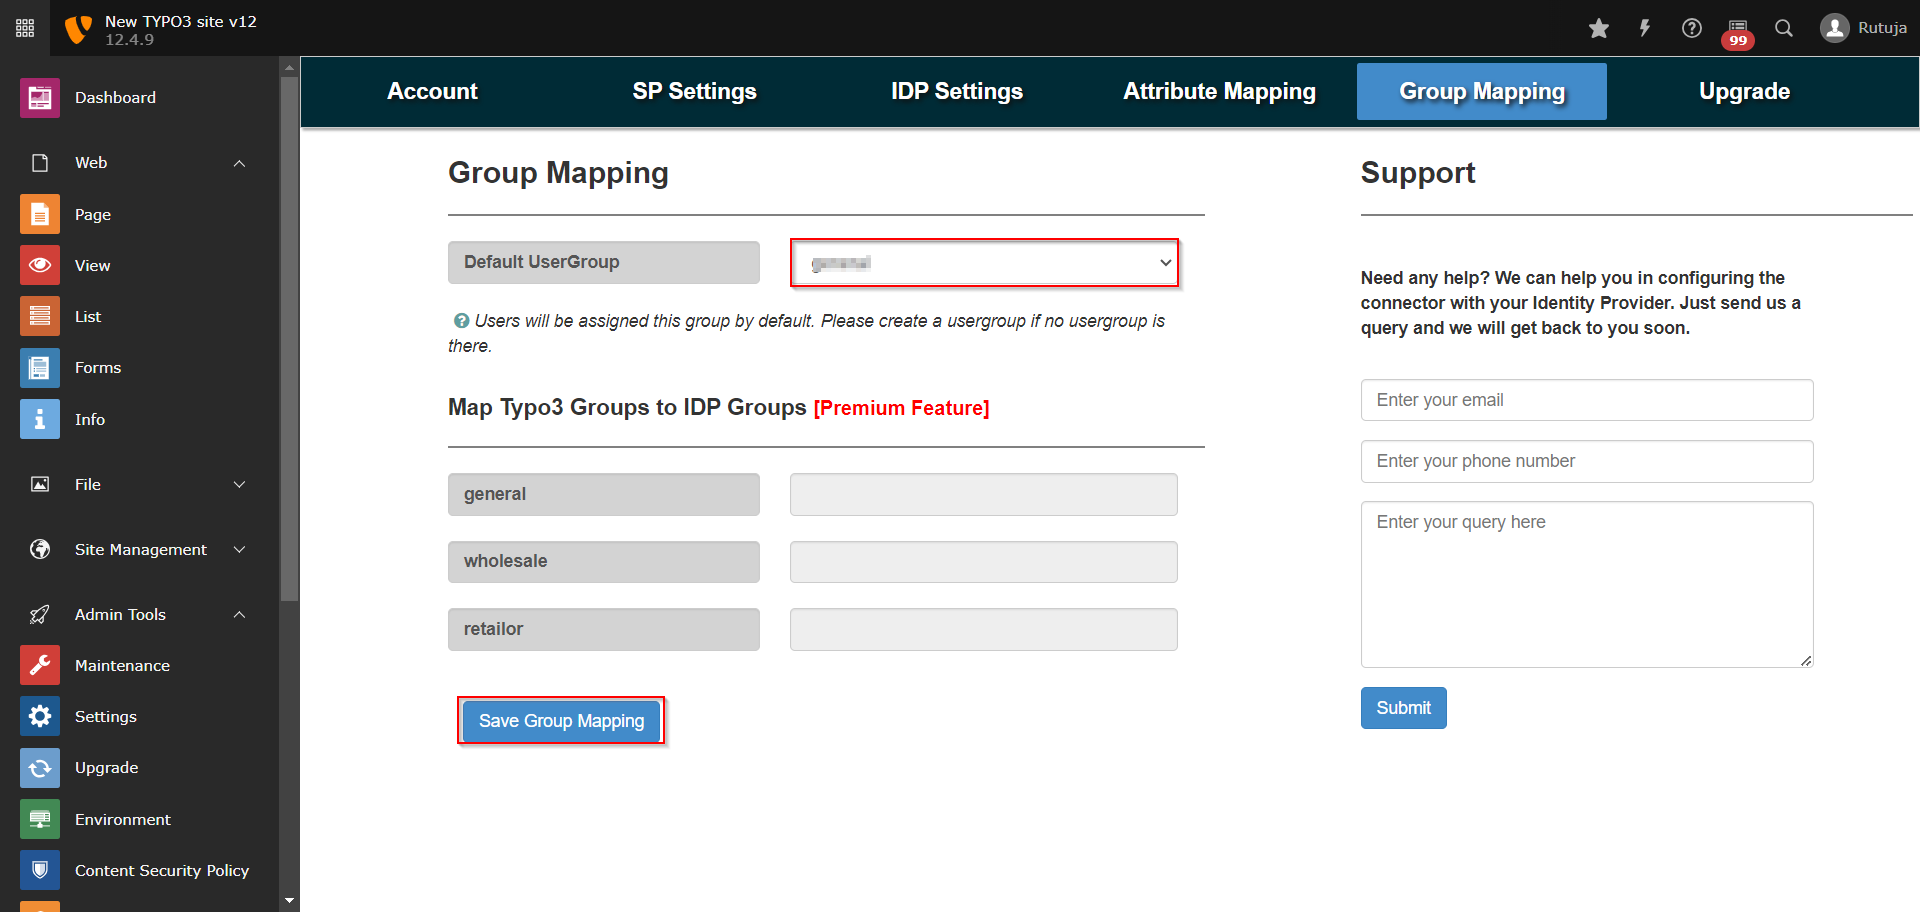 New TYPO3 site v12
12.4.9
99
Rutuja
Dashboard
Web
Page
View
List
Forms
Info
File
Site Management
Admin Tools
Maintenance
Settings
Upgrade
Environment
Content Security Policy
Account
SP Settings
IDP Settings
Attribute Mapping
Group Mapping
Upgrade
Group Mapping
Default UserGroup
Users will be assigned this group by default. Please create a usergroup if no usergroup is
there.
Map Typo3 Groups to IDP Groups [Premium Feature]
general
wholesale
retailor
Save Group Mapping
Support
Need any help? We can help you in configuring the
connector with your Identity Provider. Just send us a
query and we will get back to you soon.
Enter your email
Enter your phone number
Enter your query here
Submit